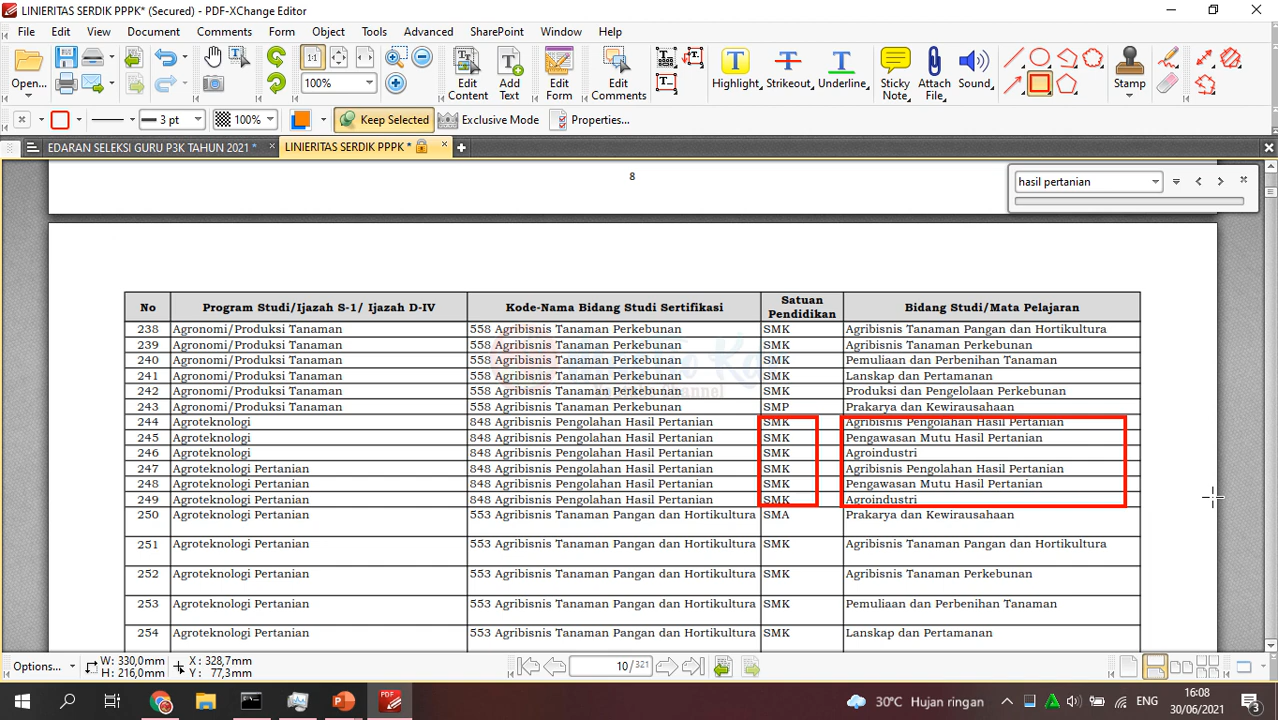 LINIERITAS SERDIK PPPK* (Secured) - PDF-XChange Editor
File Edit View Document Comments Form Object Tools Advanced SharePoint Window Help
Open... 1:1 100% Edit Content Add Text Edit Form Edit Comments T Highlight T Strikeout T Underline Sticky Note Attach File Sound Stamp
3 pt 100% Keep Selected Exclusive Mode Properties...
EDARAN SELEKSI GURU P3K TAHUN 2021 * LINIERITAS SERDIK PPPK *
8
hasil pertanian
No Program Studi/Ijazah S-1/ Ijazah D-IV Kode-Nama Bidang Studi Sertifikasi Satuan Pendidikan Bidang Studi/Mata Pelajaran
238 Agronomi/Produksi Tanaman 558 Agribisnis Tanaman Perkebunan SMK Agribisnis Tanaman Pangan dan Hortikultura
239 Agronomi/Produksi Tanaman 558 Agribisnis Tanaman Perkebunan SMK Agribisnis Tanaman Perkebunan
240 Agronomi/Produksi Tanaman 558 Agribisnis Tanaman Perkebunan SMK Pemuliaan dan Perbenihan Tanaman
241 Agronomi/Produksi Tanaman 558 Agribisnis Tanaman Perkebunan SMK Lanskap dan Pertamanan
242 Agronomi/Produksi Tanaman 558 Agribisnis Tanaman Perkebunan SMK Produksi dan Pengelolaan Perkebunan
243 Agronomi/Produksi Tanaman 558 Agribisnis Tanaman Perkebunan SMP Prakarya dan Kewirausahaan
244 Agroteknologi 848 Agribisnis Pengolahan Hasil Pertanian SMK Agribisnis Pengolahan Hasil Pertanian
245 Agroteknologi 848 Agribisnis Pengolahan Hasil Pertanian SMK Pengawasan Mutu Hasil Pertanian
246 Agroteknologi 848 Agribisnis Pengolahan Hasil Pertanian SMK Agroindustri
247 Agroteknologi Pertanian 848 Agribisnis Pengolahan Hasil Pertanian SMK Agribisnis Pengolahan Hasil Pertanian
248 Agroteknologi Pertanian 848 Agribisnis Pengolahan Hasil Pertanian SMK Pengawasan Mutu Hasil Pertanian
249 Agroteknologi Pertanian 848 Agribisnis Pengolahan Hasil Pertanian SMK Agroindustri
250 Agroteknologi Pertanian 553 Agribisnis Tanaman Pangan dan Hortikultura SMA Prakarya dan Kewirausahaan
251 Agroteknologi Pertanian 553 Agribisnis Tanaman Pangan dan Hortikultura SMK Agribisnis Tanaman Pangan dan Hortikultura
252 Agroteknologi Pertanian 553 Agribisnis Tanaman Pangan dan Hortikultura SMK Agribisnis Tanaman Perkebunan
253 Agroteknologi Pertanian 553 Agribisnis Tanaman Pangan dan Hortikultura SMK Pemuliaan dan Perbenihan Tanaman
254 Agroteknologi Pertanian 553 Agribisnis Tanaman Pangan dan Hortikultura SMK Lanskap dan Pertamanan
Options... W: 330,0mm X: 328,7mm 10 / 321
H: 216,0mm Y: 77,3mm
PDF 30°C Hujan ringan ENG 16:08
30/06/2021 3